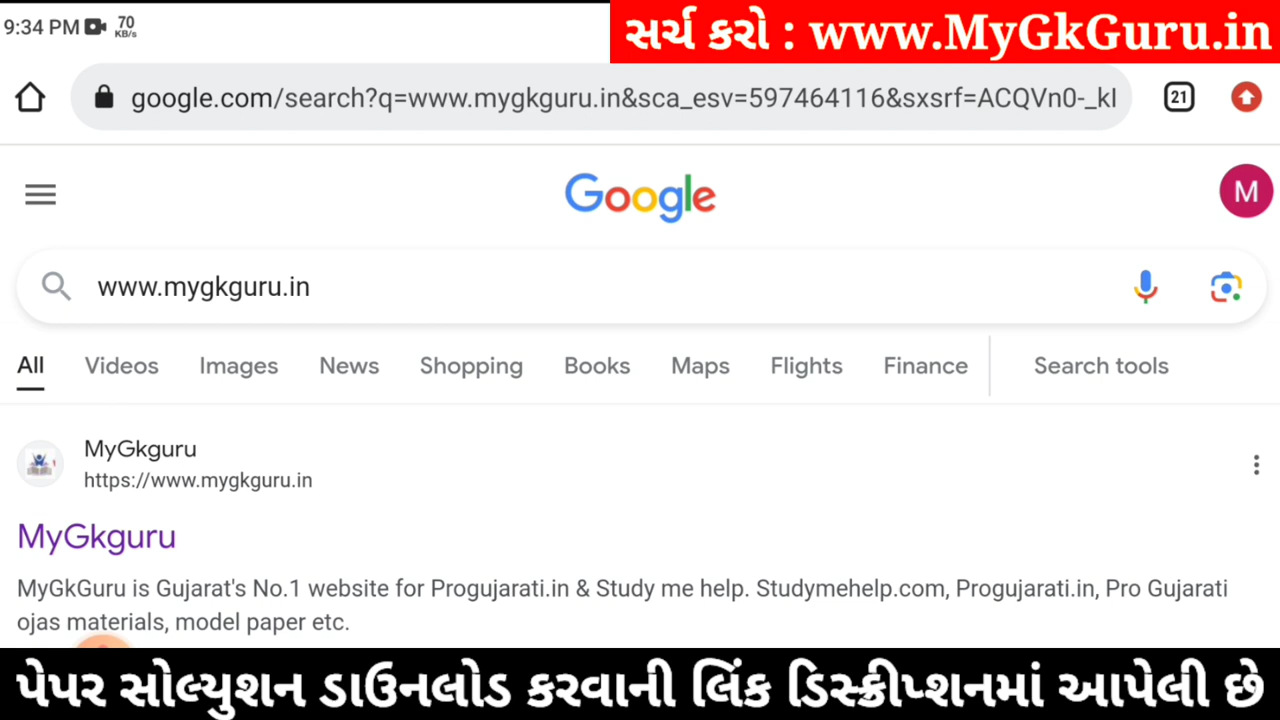 9:34 PM 70 KB/s
સર્ચ કરો : www.MyGkGuru.in
google.com/search?q=www.mygkguru.in&sca_esv=597464116&sxsrf=ACQVn0-_kI
21
Google
M
www.mygkguru.in
All Videos Images News Shopping Books Maps Flights Finance Search tools
MyGkguru
https://www.mygkguru.in
MyGkguru
MyGkGuru is Gujarat's No.1 website for Progujarati.in & Study me help. Studymehelp.com, Progujarati.in, Pro Gujarati
ojas materials, model paper etc.
પેપર સોલ્યુશન ડાઉનલોડ કરવાની લિંક ડિસ્ક્રીપ્શનમાં આપેલી છે